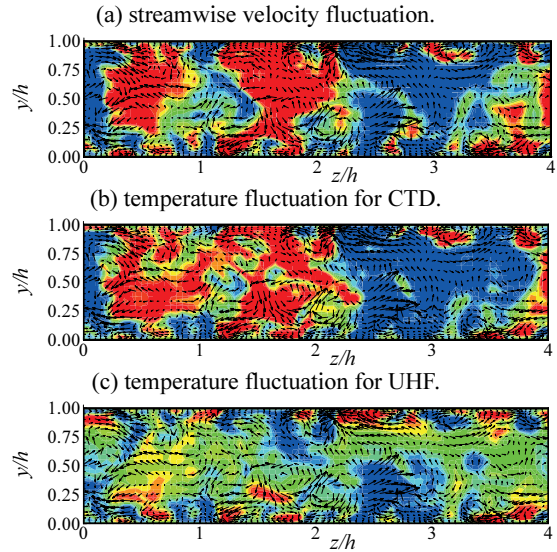 (a) streamwise velocity fluctuation.
1.00
0.75
0.50
0.25
0.00
y/h
0 1 2 3 4
z/h
(b) temperature fluctuation for CTD.
1.00
0.75
0.50
0.25
0.00
y/h
0 1 2 3 4
z/h
(c) temperature fluctuation for UHF.
1.00
0.75
0.50
0.25
0.00
y/h
0 1 2 3 4
z/h